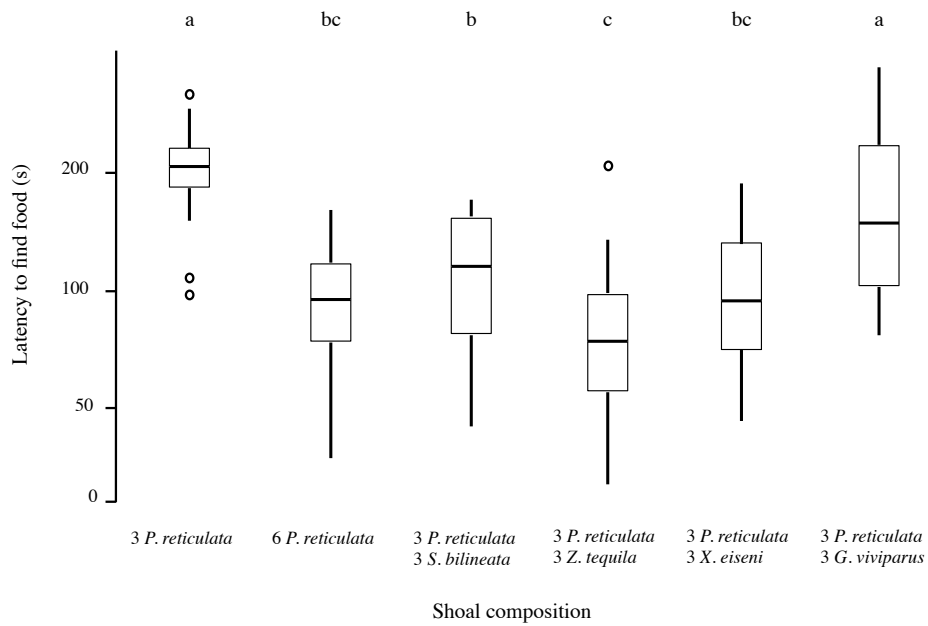 a bc b c bc a
Latency to find food (s)
200
100
50
0
3 P. reticulata 6 P. reticulata 3 P. reticulata 3 P. reticulata 3 P. reticulata 3 P. reticulata
3 S. bilineata 3 Z. tequila 3 X. eiseni 3 G. viviparus
Shoal composition